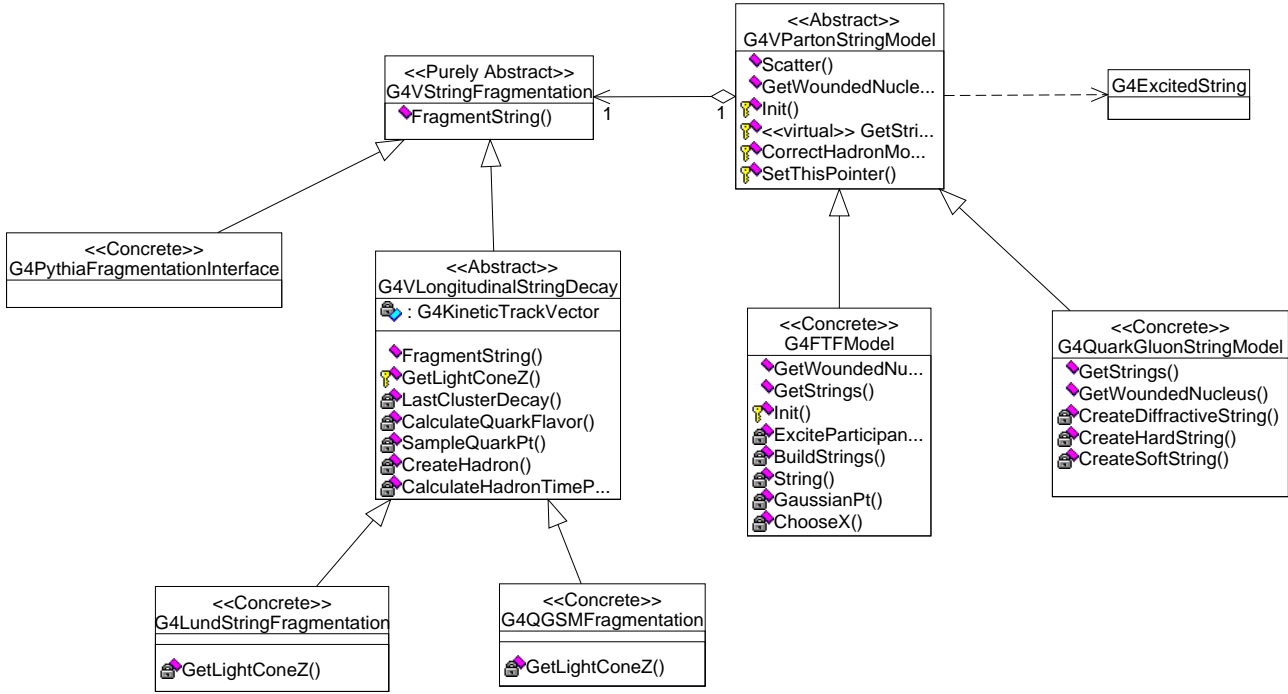 <<Abstract>>
G4VPartonStringModel
Scatter()
GetWoundedNucle...
Init()
<<virtual>> GetStri...
CorrectHadronMo...
SetThisPointer()
<<Purely Abstract>>
G4VStringFragmentation
FragmentString()
1
1
G4ExcitedString
<<Concrete>>
G4PythiaFragmentationInterface
<<Abstract>>
G4VLongitudinalStringDecay
: G4KineticTrackVector
FragmentString()
GetLightConeZ()
LastClusterDecay()
CalculateQuarkFlavor()
SampleQuarkPt()
CreateHadron()
CalculateHadronTimeP...
<<Concrete>>
G4FTFModel
GetWoundedNu...
GetStrings()
Init()
ExciteParticipan...
BuildStrings()
String()
GaussianPt()
ChooseX()
<<Concrete>>
G4QuarkGluonStringModel
GetStrings()
GetWoundedNucleus()
CreateDiffractiveString()
CreateHardString()
CreateSoftString()
<<Concrete>>
G4LundStringFragmentation
GetLightConeZ()
<<Concrete>>
G4QGSMFragmentation
GetLightConeZ()